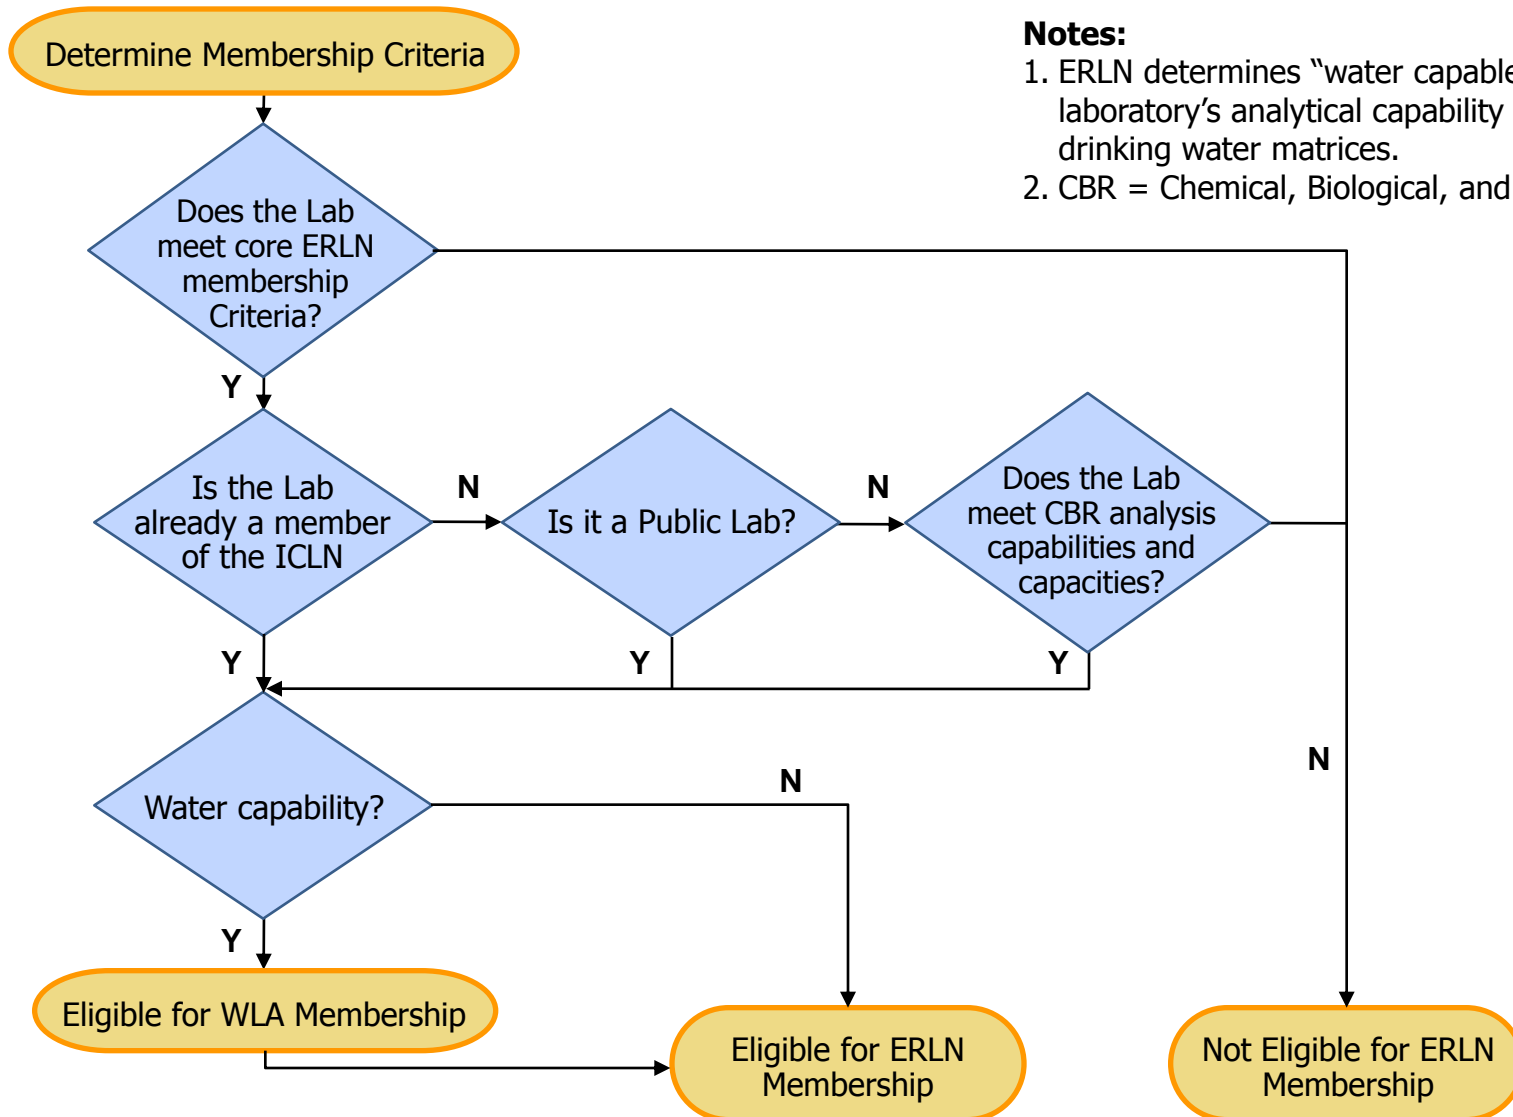 Determine Membership Criteria
Notes:
1. ERLN determines “water capable
laboratory’s analytical capability
drinking water matrices.
2. CBR = Chemical, Biological, and
Does the Lab
meet core ERLN
membership
Criteria?
Y
Is the Lab
already a member
of the ICLN
N
Is it a Public Lab?
N
Does the Lab
meet CBR analysis
capabilities and
capacities?
Y
Y
Y
N
Water capability?
N
Y
Eligible for WLA Membership
Eligible for ERLN
Membership
Not Eligible for ERLN
Membership